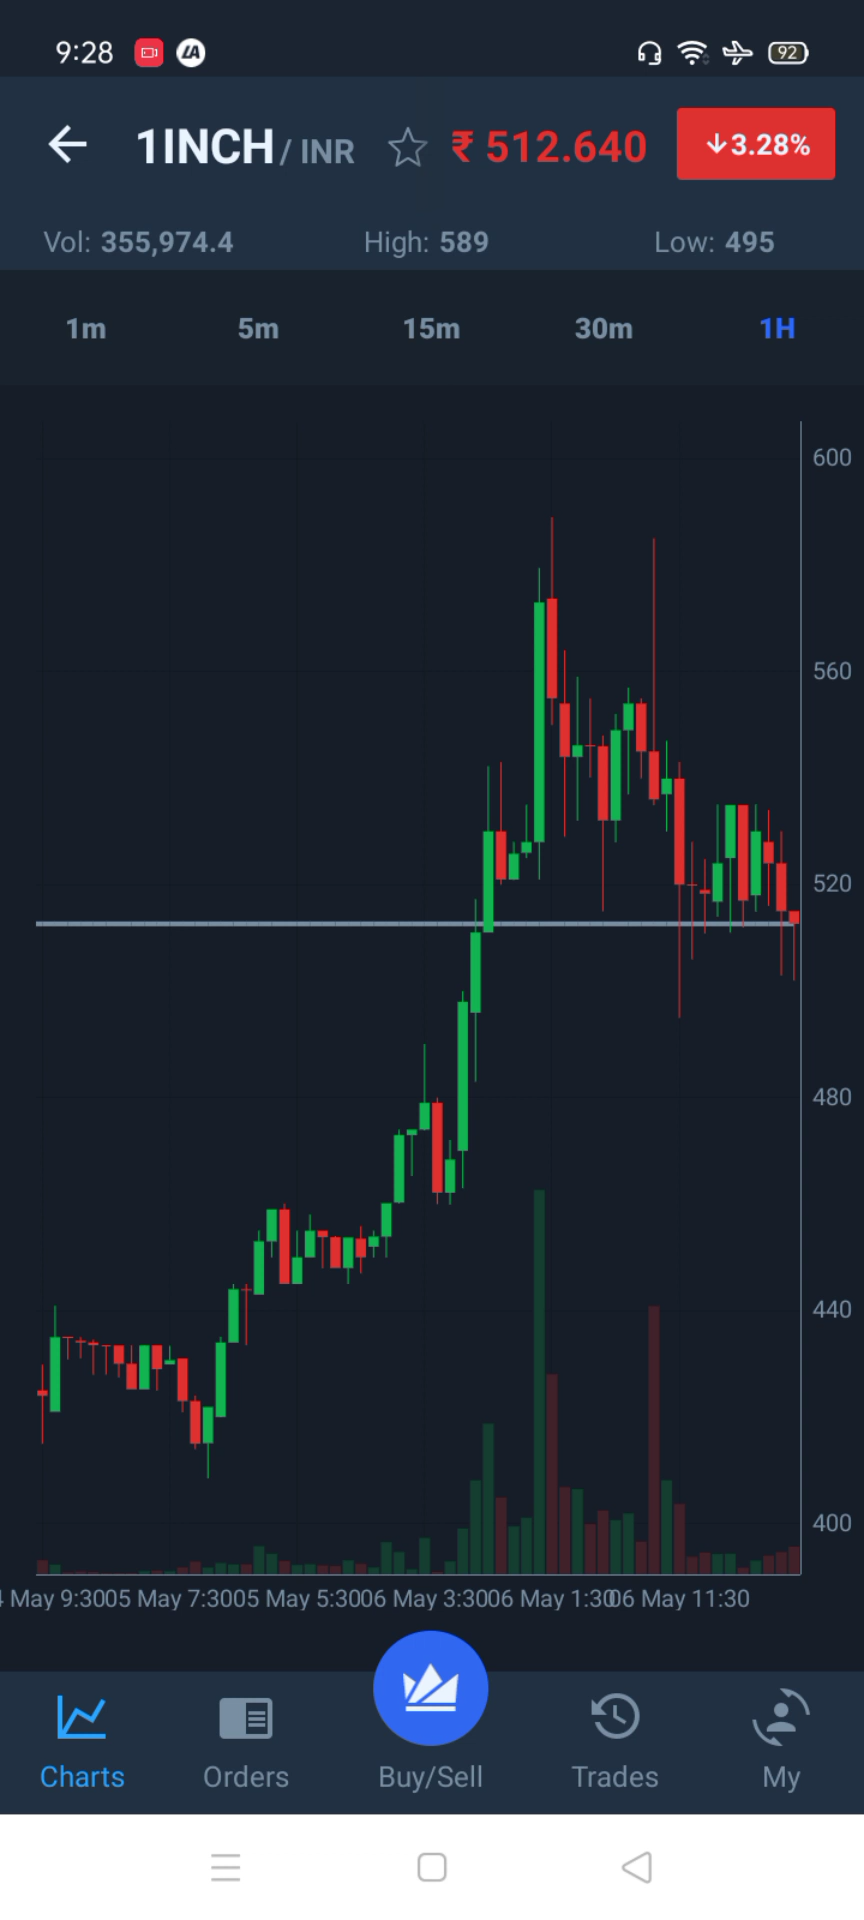 9:28 LA 92
1INCH / INR ₹ 512.640 ↓3.28%
Vol: 355,974.4 High: 589 Low: 495
1m 5m 15m 30m 1H
600
560
520
480
440
400
4 May 9:30 05 May 7:30 05 May 5:30 06 May 3:30 06 May 1:30 06 May 11:30
Charts Orders Buy/Sell Trades My